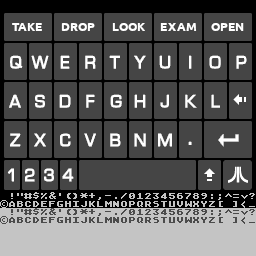 TAKE DROP LOOK EXAM OPEN
Q W E R T Y U I O P
A S D F G H J K L
Z X C V B N M .
1 2 3 4
!"#$%&'()*+,-./0123456789:;^=v?
©ABCDEFGHIJKLMNOPQRSTUVWXYZ[ ]\_
!"#$%&'()*+,-./0123456789:;^=v?
©ABCDEFGHIJKLMNOPQRSTUVWXYZ[ ]\_